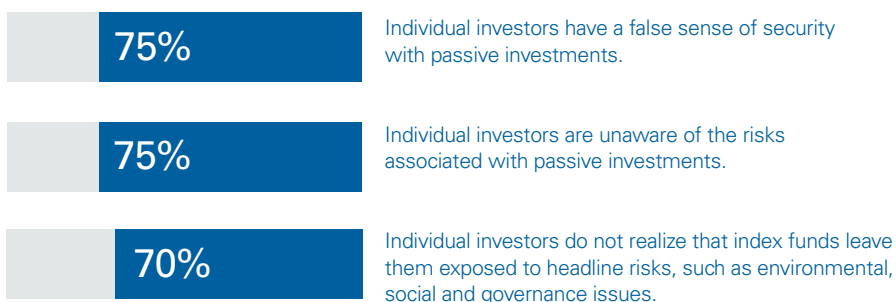 75%
Individual investors have a false sense of security
with passive investments.
75%
Individual investors are unaware of the risks
associated with passive investments.
70%
Individual investors do not realize that index funds leave
them exposed to headline risks, such as environmental,
social and governance issues.